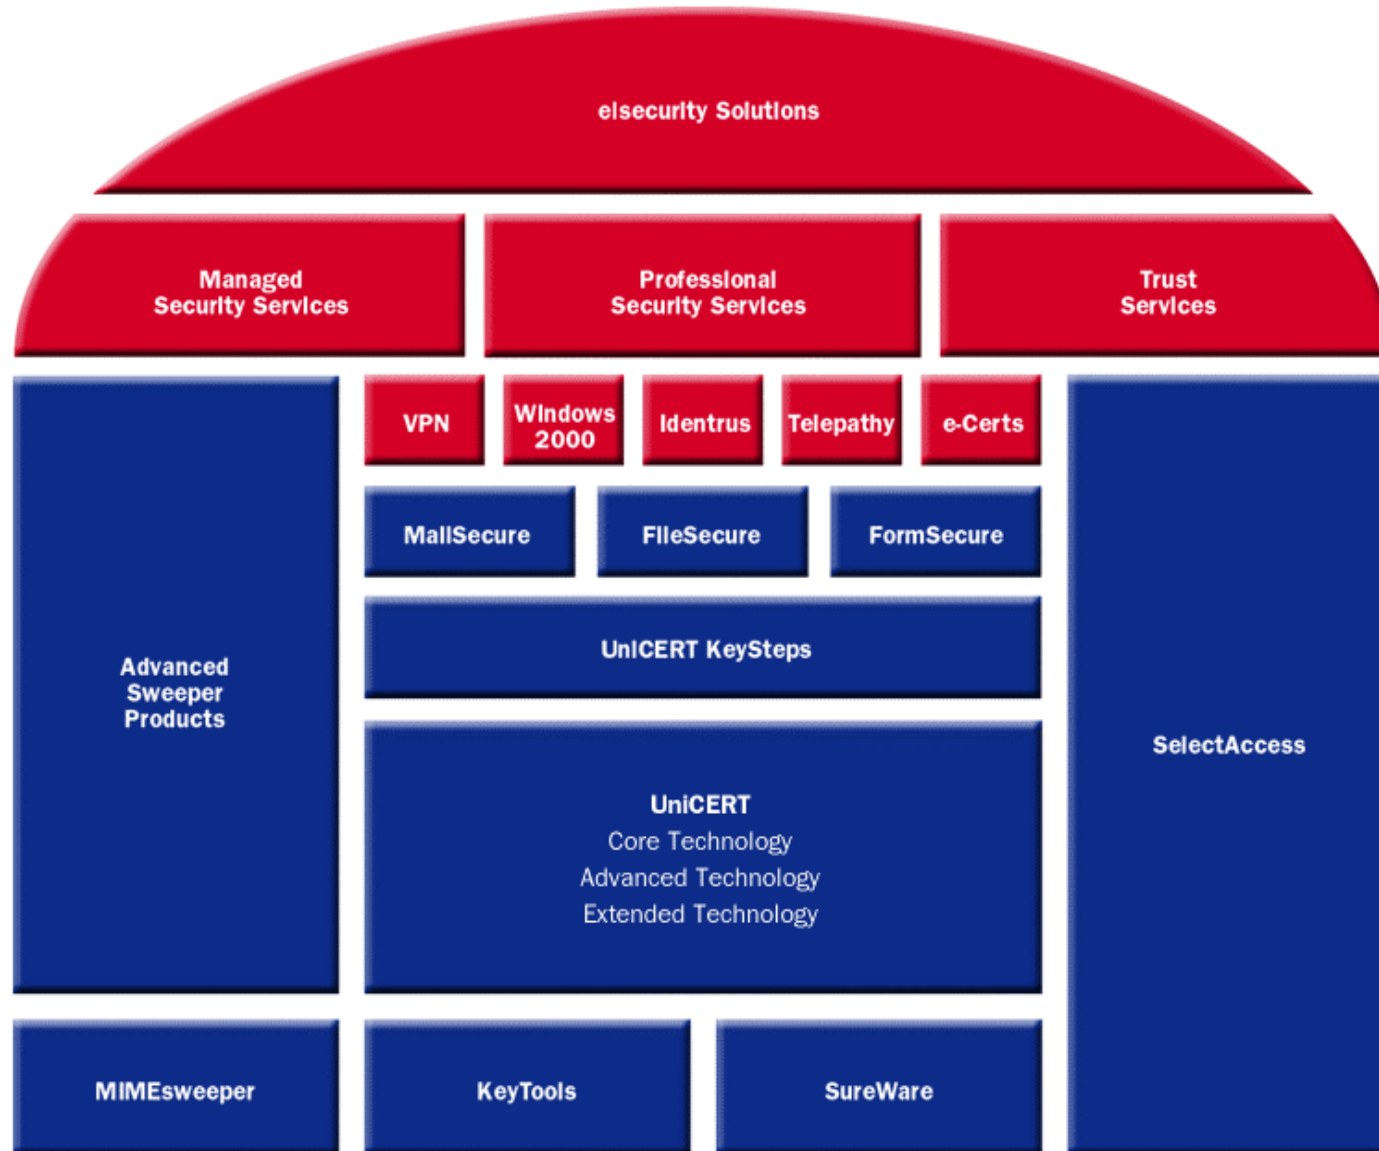 eisecurity Solutions
Managed
Security Services
Professional
Security Services
Trust
Services
VPN
Windows
2000
Identrus
Telepathy
e-Certs
MailSecure
FileSecure
FormSecure
UniCERT KeySteps
Advanced
Sweeper
Products
SelectAccess
UniCERT
Core Technology
Advanced Technology
Extended Technology
MIMEsweeper
KeyTools
SureWare